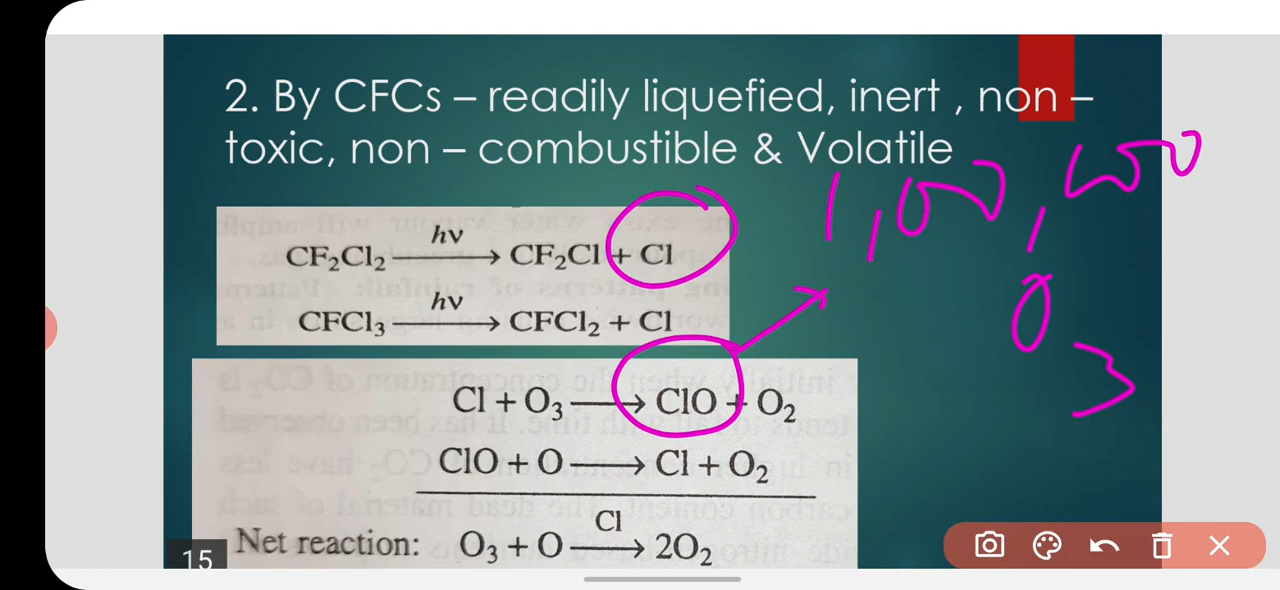 2. By CFCs – readily liquefied, inert , non –
toxic, non – combustible & Volatile
1,00,000
O3
hν
CF₂Cl₂ ⟶ CF₂Cl + Cl
hν
CFCl₃ ⟶ CFCl₂ + Cl
Cl + O₃ ⟶ ClO + O₂
ClO + O ⟶ Cl + O₂
Cl
Net reaction: O₃ + O ⟶ 2O₂
15